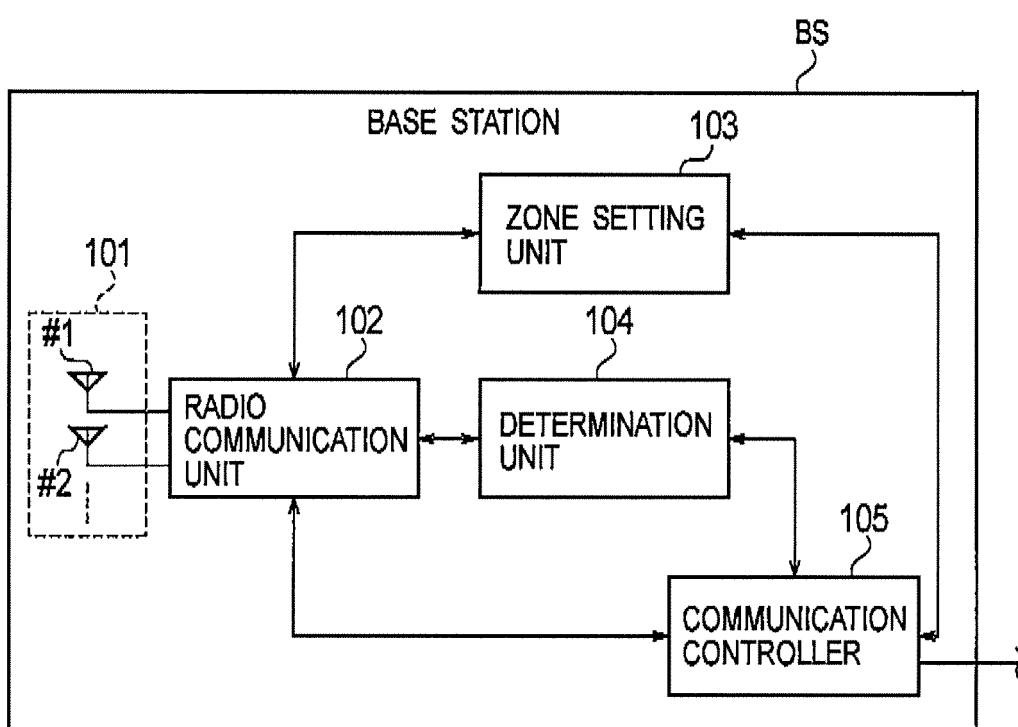 BS
BASE STATION
103
ZONE SETTING
UNIT
101
#1
#2
102
RADIO
COMMUNICATION
UNIT
104
DETERMINATION
UNIT
105
COMMUNICATION
CONTROLLER